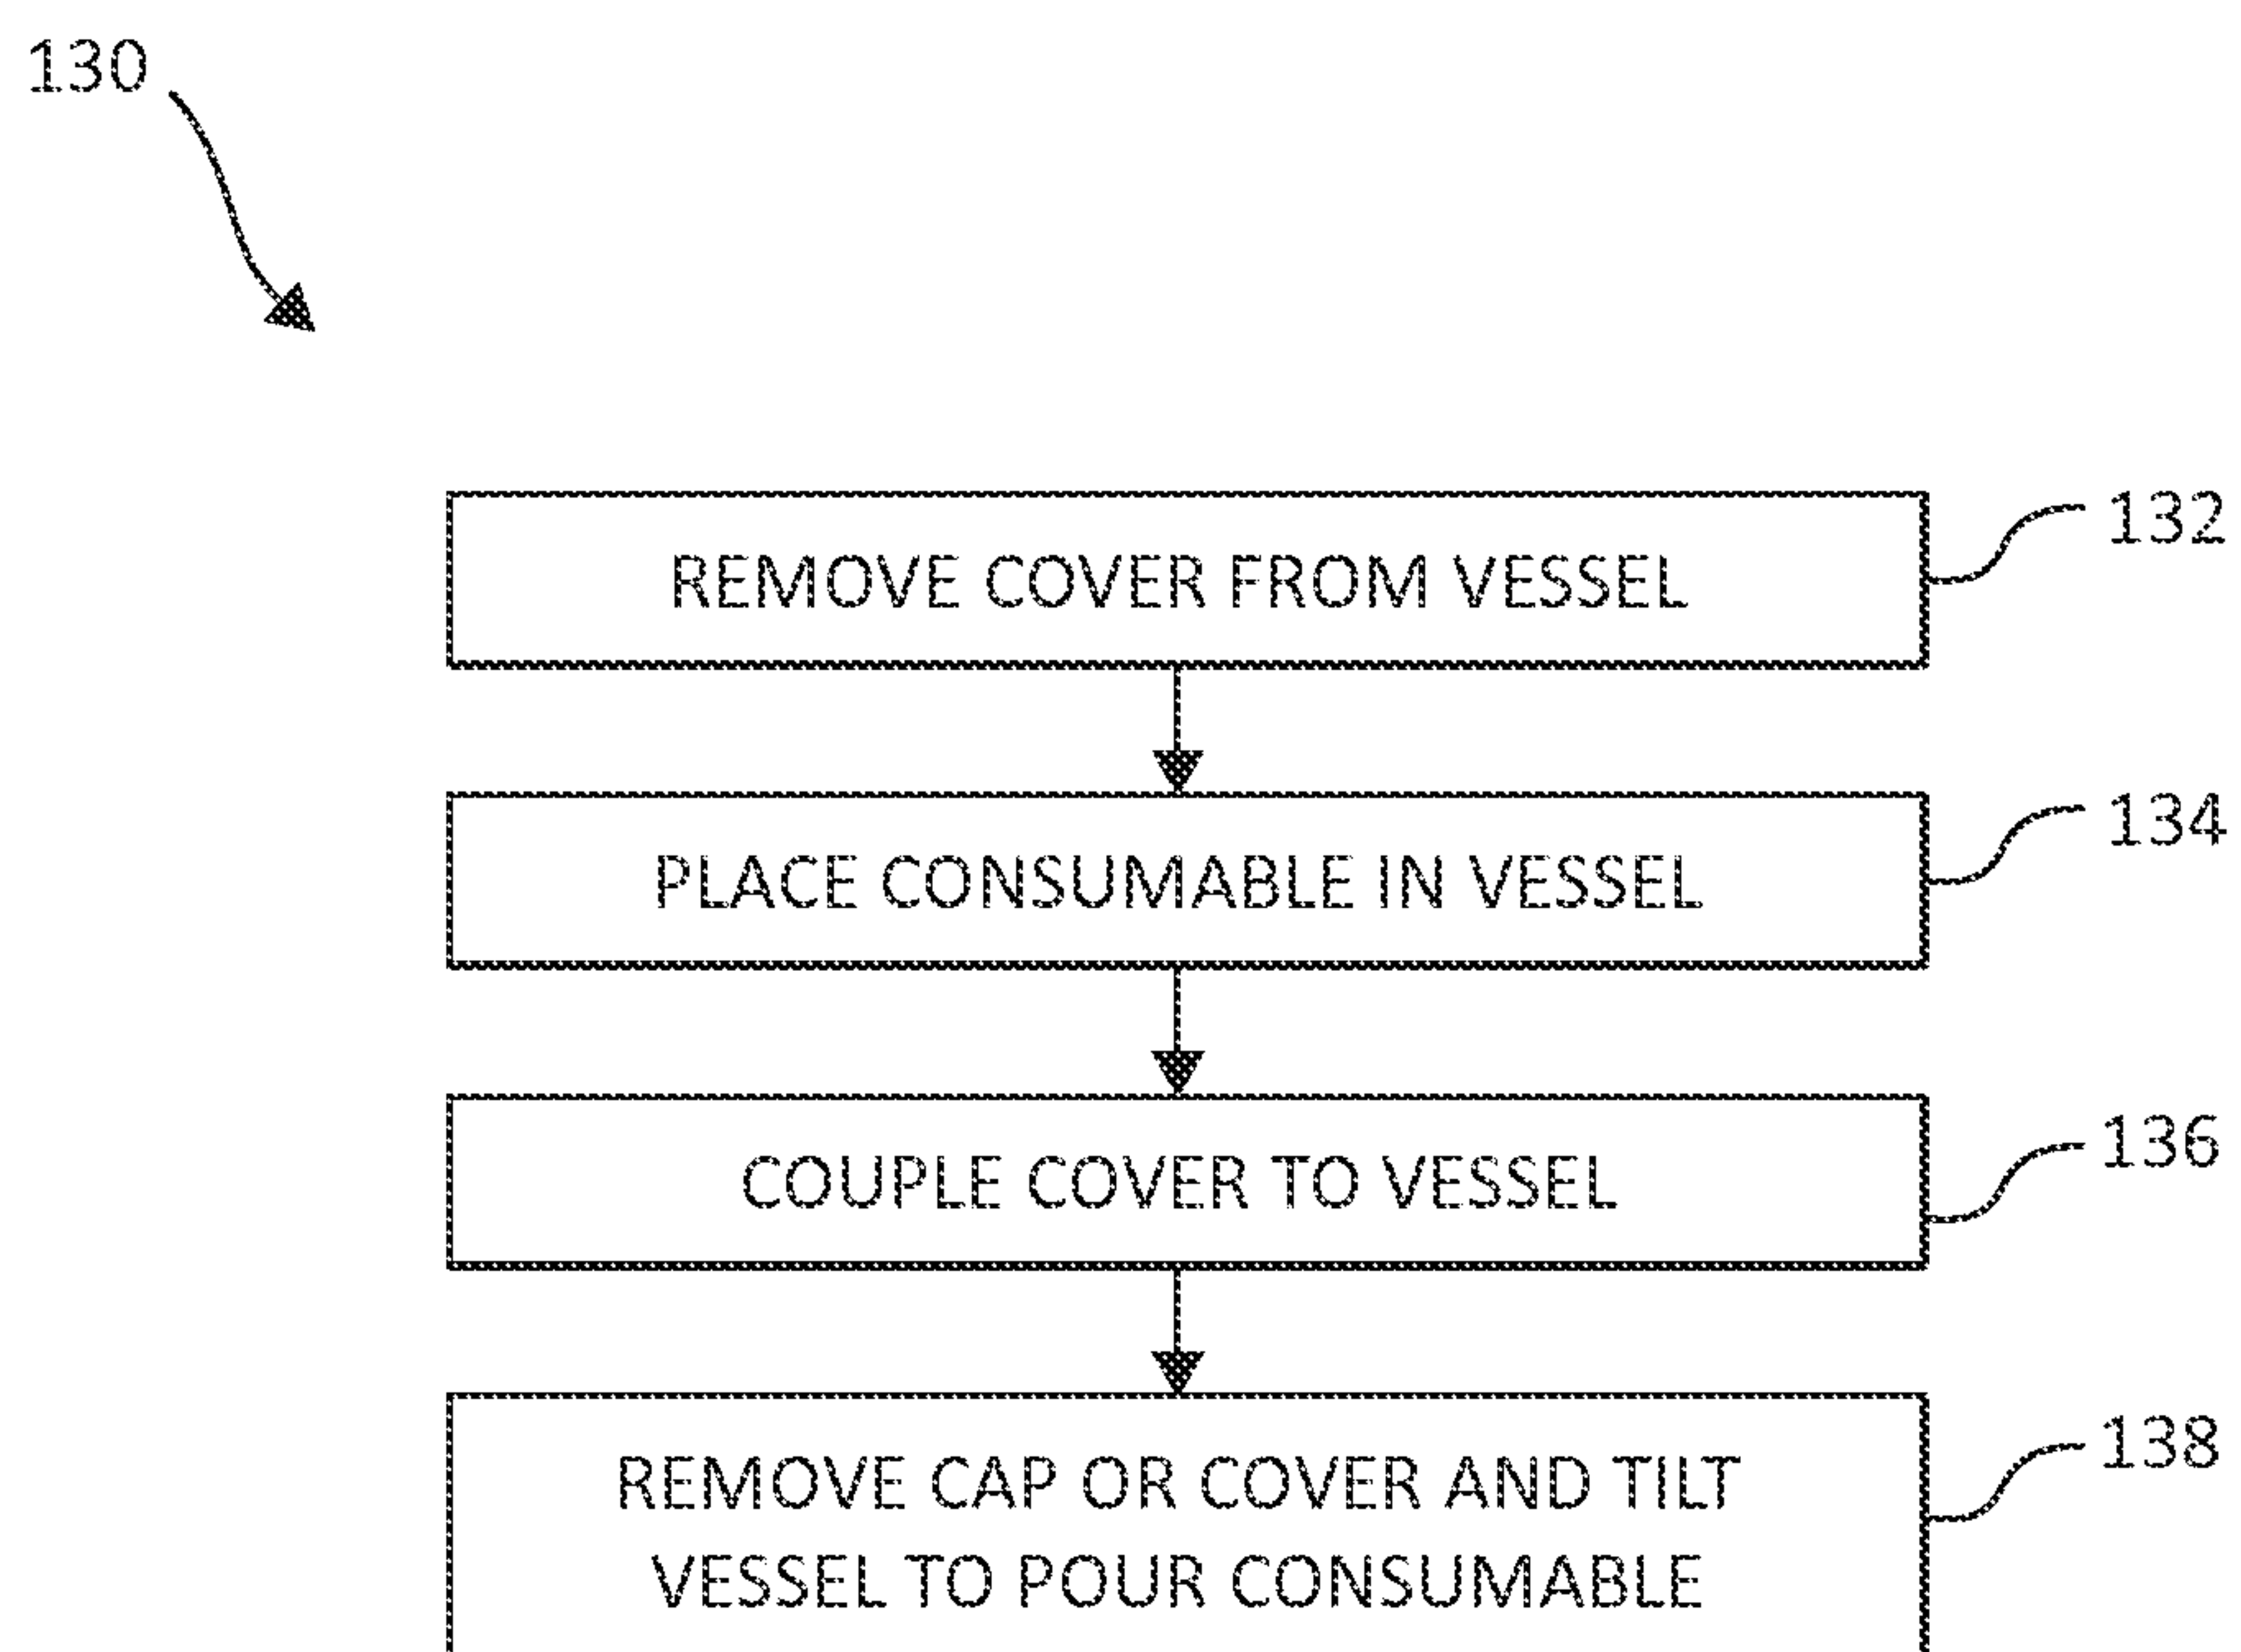 130
REMOVE COVER FROM VESSEL
132
PLACE CONSUMABLE IN VESSEL
134
COUPLE COVER TO VESSEL
136
REMOVE CAP OR COVER AND TILT
VESSEL TO POUR CONSUMABLE
138